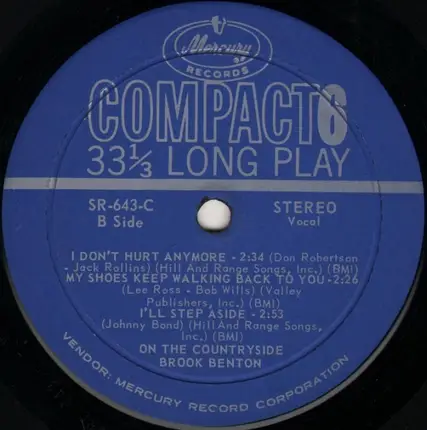 Mercury
RECORDS
COMPACT 6
33 1/3 LONG PLAY
SR-643-C
B Side
STEREO
Vocal
I DON'T HURT ANYMORE - 2:34 (Don Robertson
- Jack Rollins) (Hill And Range Songs, Inc.) (BMI)
MY SHOES KEEP WALKING BACK TO YOU - 2:26
(Lee Ross - Bob Wills) (Valley
Publishers, Inc.) (BMI)
I'LL STEP ASIDE - 2:53
(Johnny Bond) (Hill And Range Songs,
Inc.) (BMI)
ON THE COUNTRYSIDE
BROOK BENTON
VENDOR: MERCURY RECORD CORPORATION